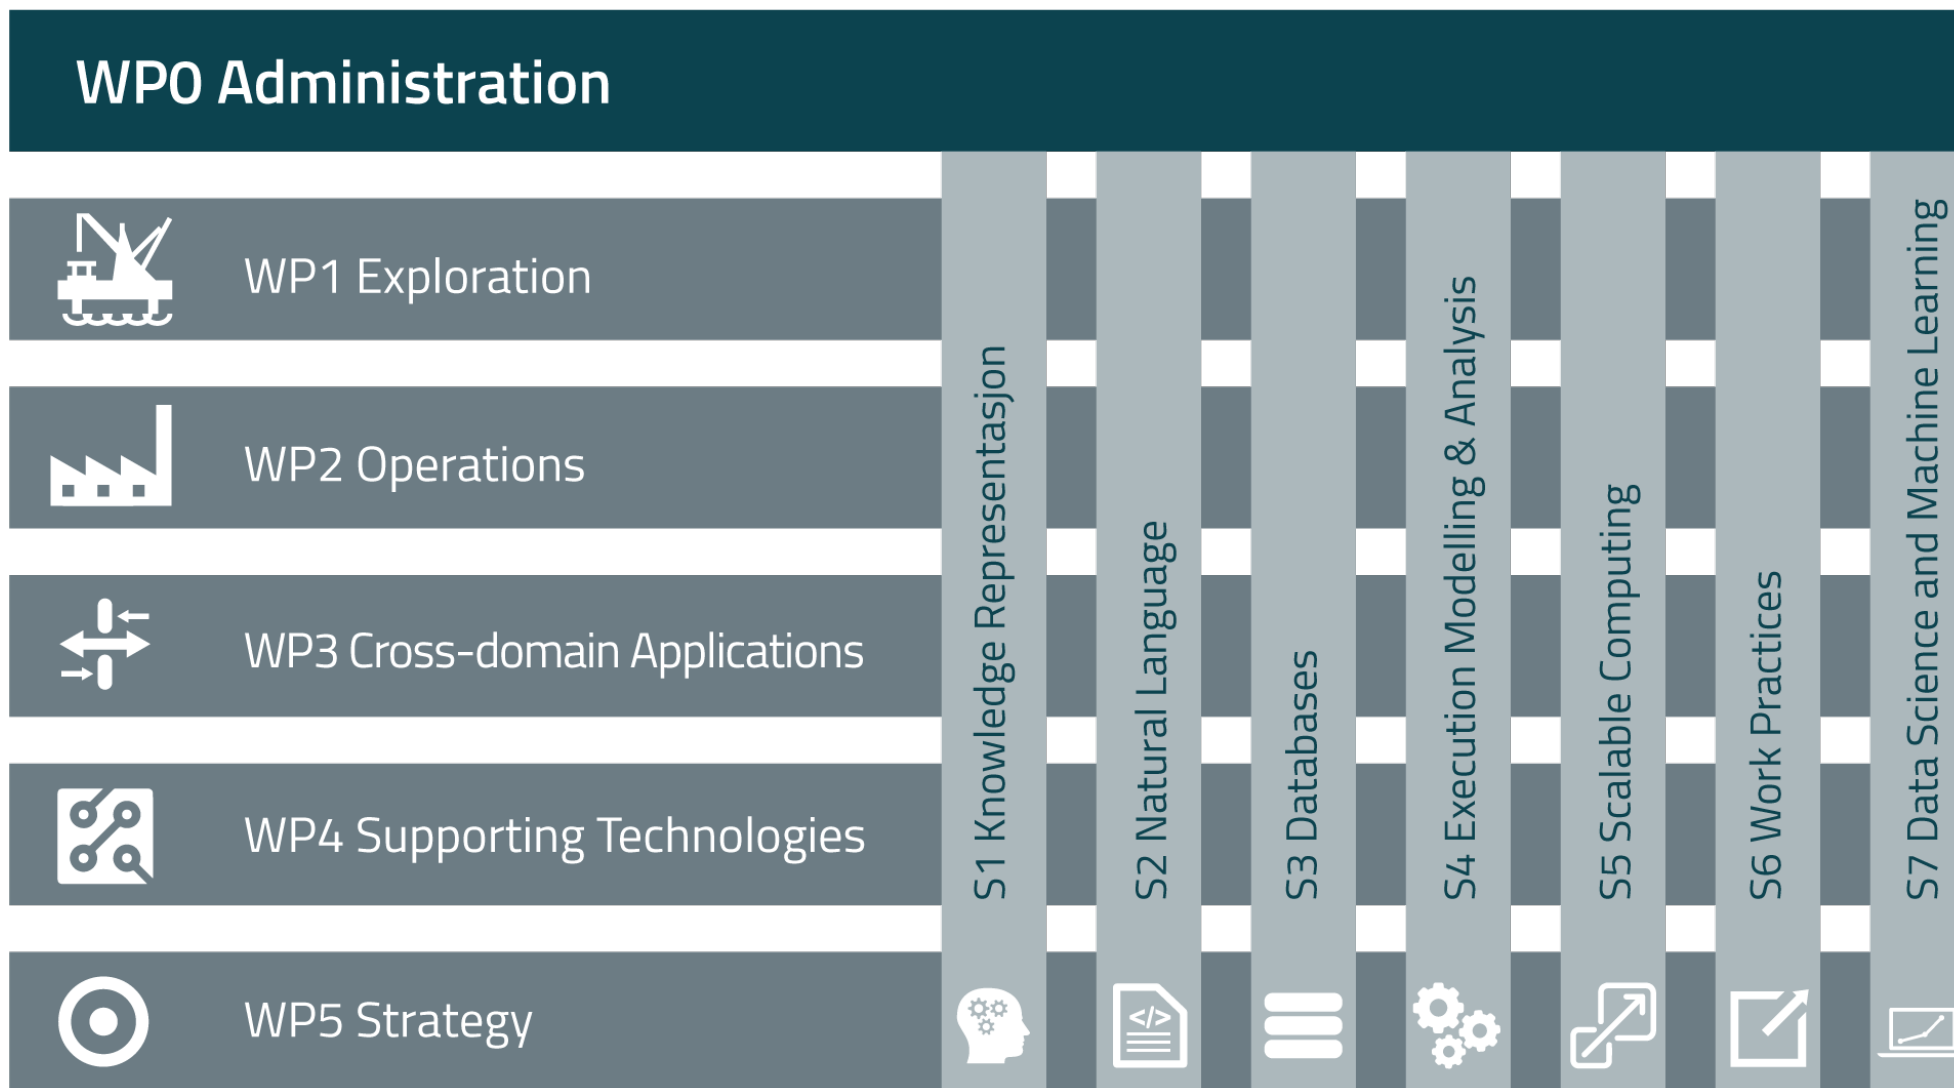 WP0 Administration
WP1 Exploration
WP2 Operations
WP3 Cross-domain Applications
WP4 Supporting Technologies
WP5 Strategy
S1 Knowledge Representasjon
S2 Natural Language
S3 Databases
S4 Execution Modelling & Analysis
S5 Scalable Computing
S6 Work Practices
S7 Data Science and Machine Learning